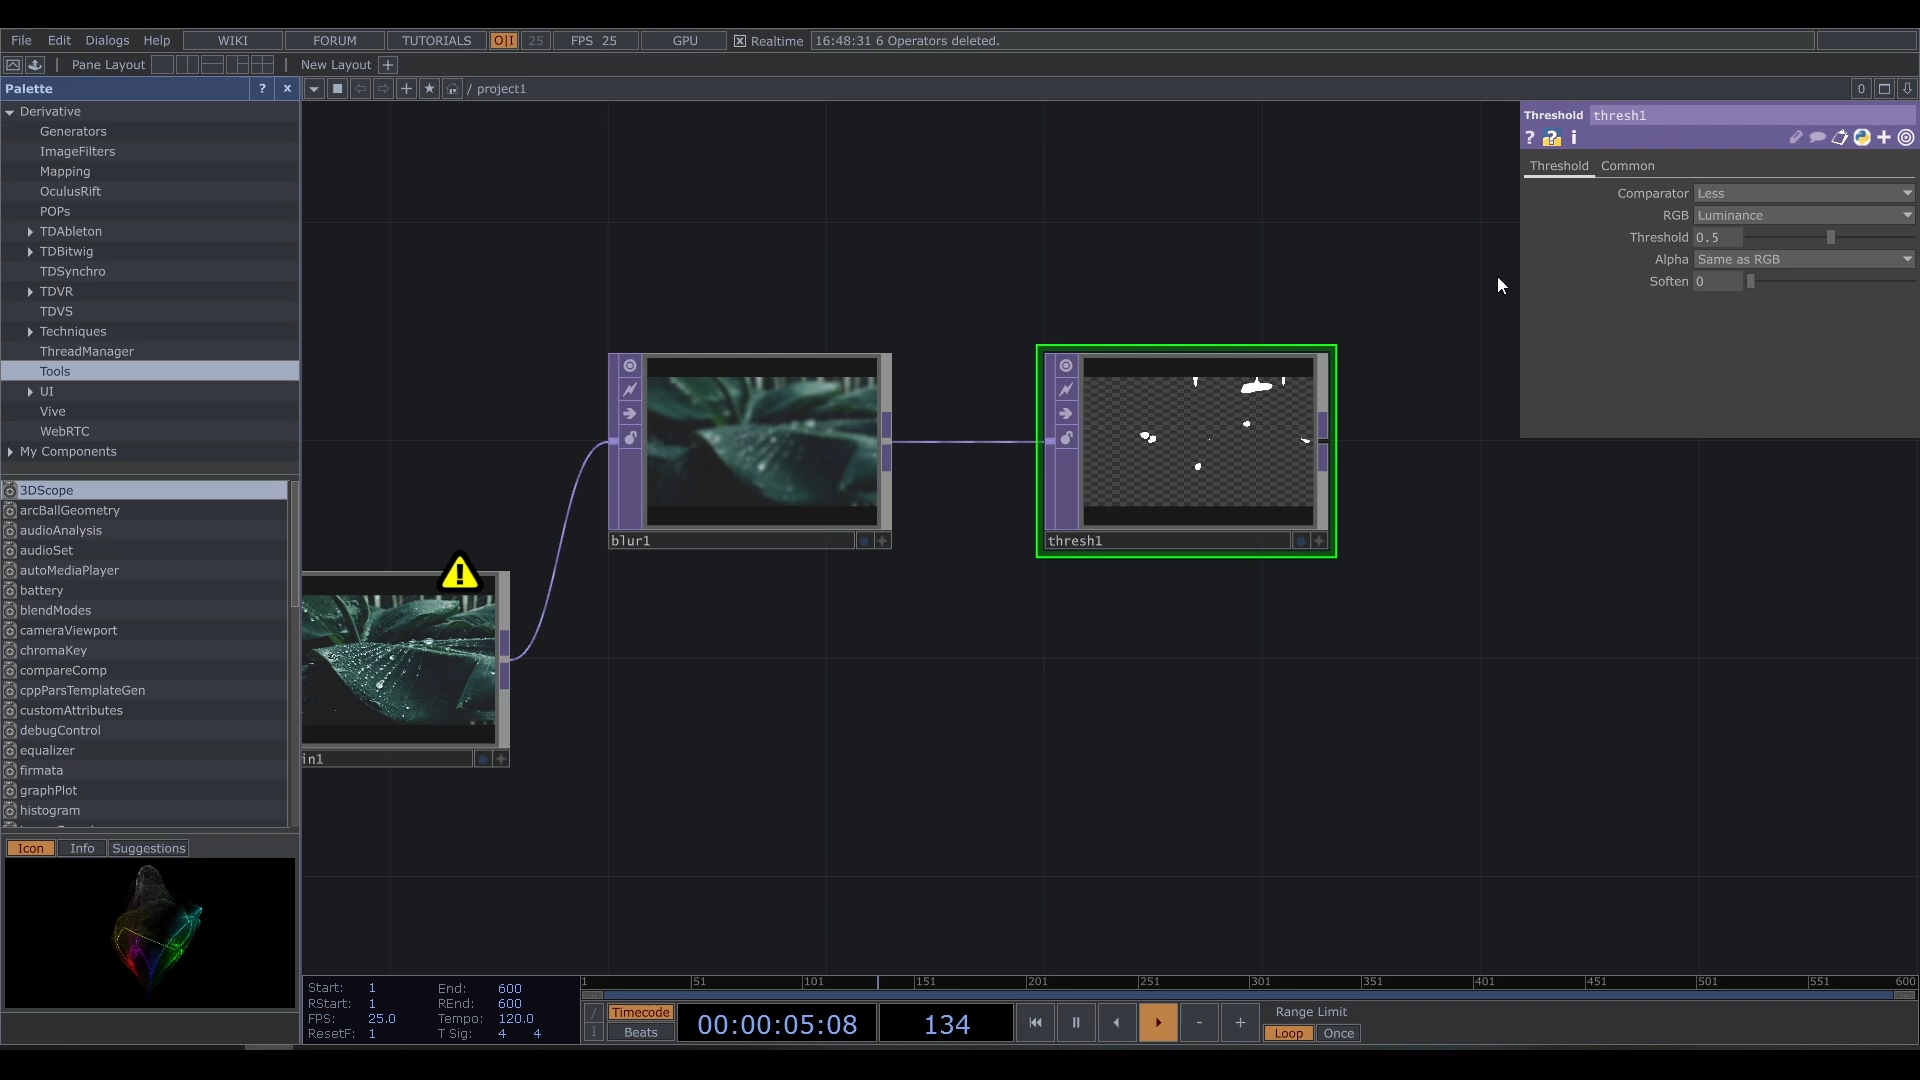 File Edit Dialogs Help WIKI FORUM TUTORIALS O|I 25 FPS 25 GPU Realtime 16:48:31 6 Operators deleted.
Pane Layout New Layout +
Palette ? x / project1 0
Derivative
Generators
ImageFilters
Mapping
OculusRift
POPs
TDAbleton
TDBitwig
TDSynchro
TDVR
TDVS
Techniques
ThreadManager
Tools
UI
Vive
WebRTC
My Components
3DScope
arcBallGeometry
audioAnalysis
audioSet
autoMediaPlayer
battery
blendModes
cameraViewport
chromaKey
compareComp
cppParsTemplateGen
customAttributes
debugControl
equalizer
firmata
graphPlot
histogram
Icon Info Suggestions
in1
blur1
thresh1
Threshold thresh1
? ? i
Threshold Common
Comparator Less
RGB Luminance
Threshold 0.5
Alpha Same as RGB
Soften 0
Start: 1 End: 600
RStart: 1 REnd: 600
FPS: 25.0 Tempo: 120.0
ResetF: 1 T Sig: 4 4
1 51 101 151 201 251 301 351 401 451 501 551 600
/ Timecode
I Beats
00:00:05:08 134
- +
Range Limit
Loop Once